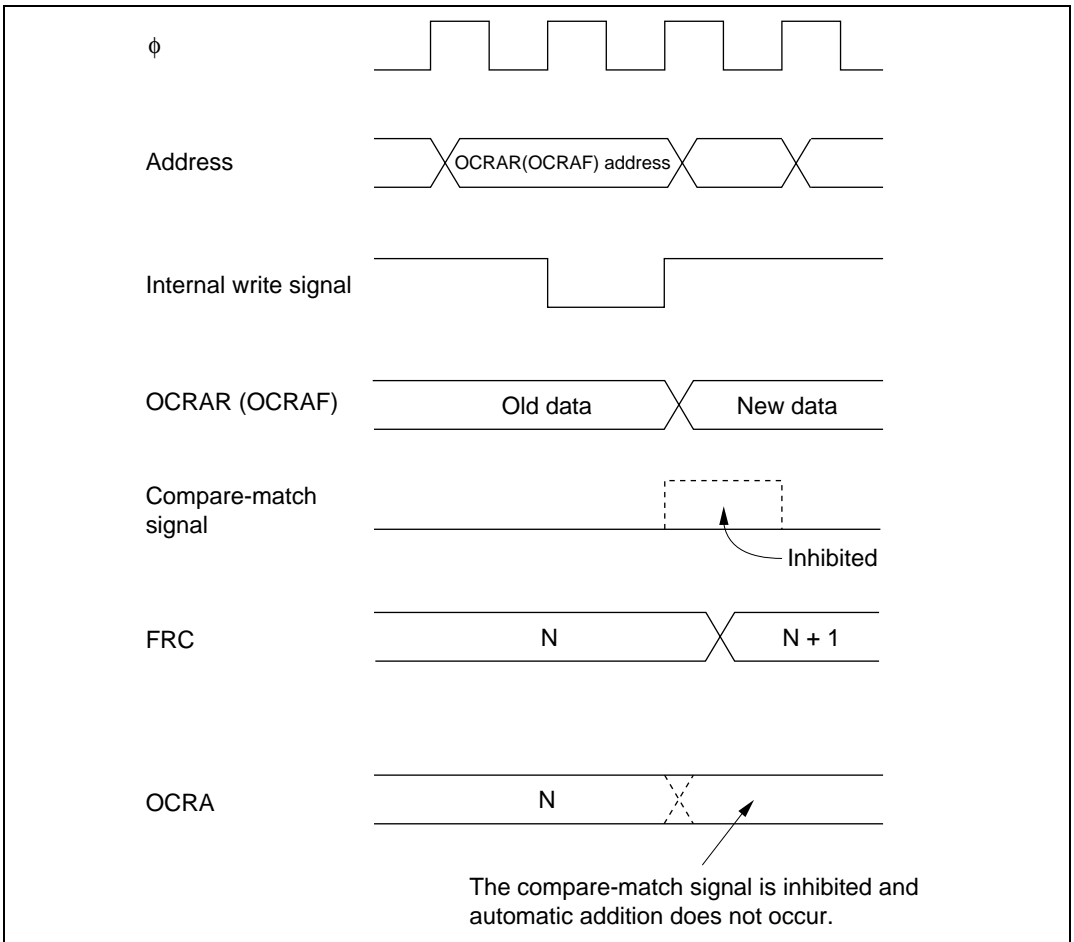 ϕ
Address
OCRAR(OCRAF) address
Internal write signal
OCRAR (OCRAF)
Old data
New data
Compare-match
signal
Inhibited
FRC
N
N + 1
OCRA
N
The compare-match signal is inhibited and
automatic addition does not occur.